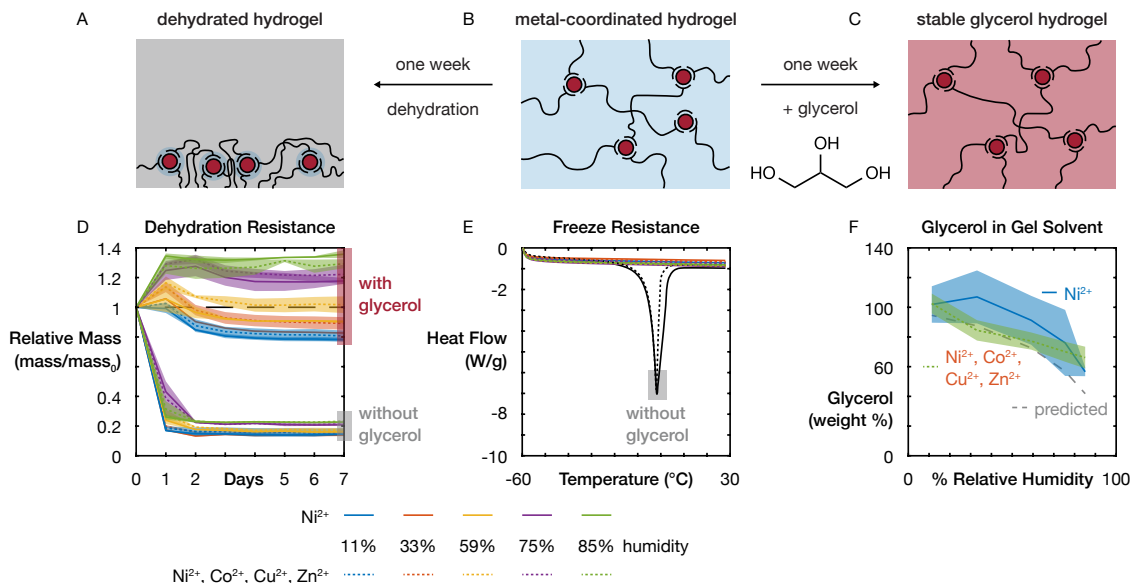 A
dehydrated hydrogel
B
metal-coordinated hydrogel
C
stable glycerol hydrogel
one week
dehydration
one week
+ glycerol
OH
HO
OH
D
Dehydration Resistance
1.4
1.2
1
Relative Mass
(mass/mass₀)
0.4
0.2
0
0
1
2
Days
5
6
7
with
glycerol
without
glycerol
E
Freeze Resistance
0
-2
Heat Flow
(W/g)
-6
-8
-10
-60
Temperature (°C)
30
without
glycerol
F
Glycerol in Gel Solvent
140
120
100
80
60
Glycerol
(weight %)
0
0
% Relative Humidity
100
Ni²⁺
Ni²⁺, Co²⁺,
Cu²⁺, Zn²⁺
predicted
Ni²⁺
11% 33% 59% 75% 85% humidity
Ni²⁺, Co²⁺, Cu²⁺, Zn²⁺